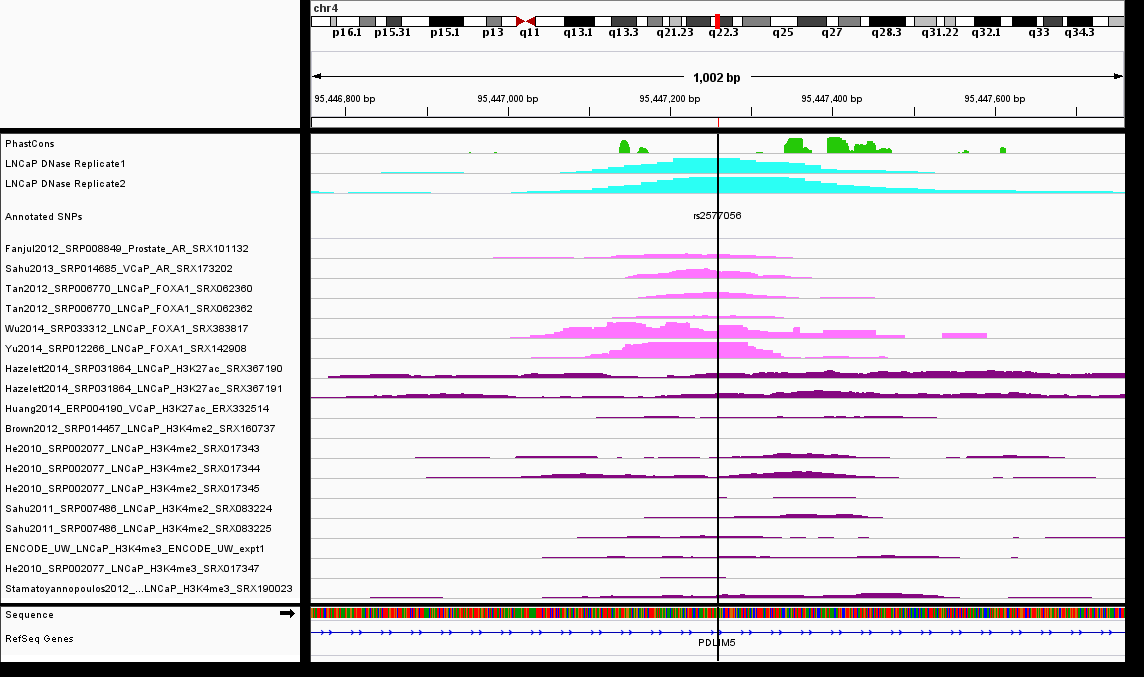 chr4
p16.1 p15.31 p15.1 p13 q11 q13.1 q13.3 q21.23 q22.3 q25 q27 q28.3 q31.22 q32.1 q33 q34.3
1,002 bp
95,446,800 bp 95,447,000 bp 95,447,200 bp 95,447,400 bp 95,447,600 bp
PhastCons
LNCaP DNase Replicate1
LNCaP DNase Replicate2
Annotated SNPs
rs2577056
Fanjul2012_SRP008849_Prostate_AR_SRX101132
Sahu2013_SRP014685_VCaP_AR_SRX173202
Tan2012_SRP006770_LNCaP_FOXA1_SRX062360
Tan2012_SRP006770_LNCaP_FOXA1_SRX062362
Wu2014_SRP033312_LNCaP_FOXA1_SRX383817
Yu2014_SRP012266_LNCaP_FOXA1_SRX142908
Hazelett2014_SRP031864_LNCaP_H3K27ac_SRX367190
Hazelett2014_SRP031864_LNCaP_H3K27ac_SRX367191
Huang2014_ERP004190_VCaP_H3K27ac_ERX332514
Brown2012_SRP014457_LNCaP_H3K4me2_SRX160737
He2010_SRP002077_LNCaP_H3K4me2_SRX017343
He2010_SRP002077_LNCaP_H3K4me2_SRX017344
He2010_SRP002077_LNCaP_H3K4me2_SRX017345
Sahu2011_SRP007486_LNCaP_H3K4me2_SRX083224
Sahu2011_SRP007486_LNCaP_H3K4me2_SRX083225
ENCODE_UW_LNCaP_H3K4me3_ENCODE_UW_expt1
He2010_SRP002077_LNCaP_H3K4me3_SRX017347
Stamatoyannopoulos2012_...LNCaP_H3K4me3_SRX190023
Sequence
RefSeq Genes
PDLIM5